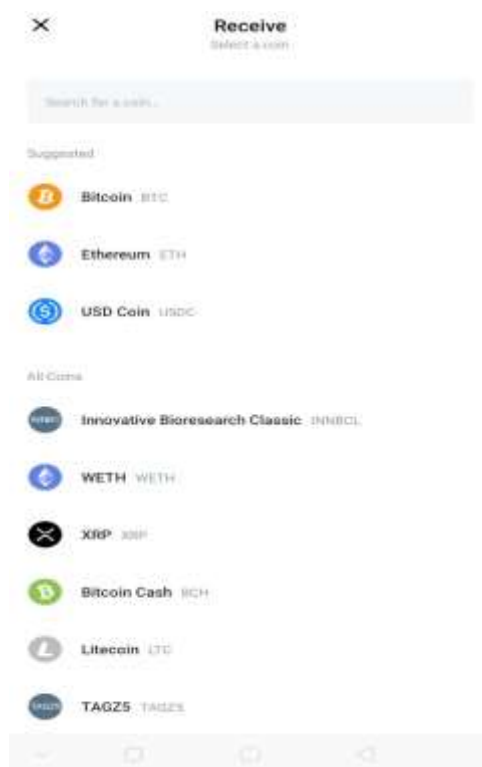 Receive
Select a coin
Search for a coin...
Suggested
Bitcoin BTC
Ethereum ETH
USD Coin USDC
All Coins
Innovative Bioresearch Classic INNBCL
WETH WETH
XRP XRP
Bitcoin Cash BCH
Litecoin LTC
TAGZ5 TAGZ5